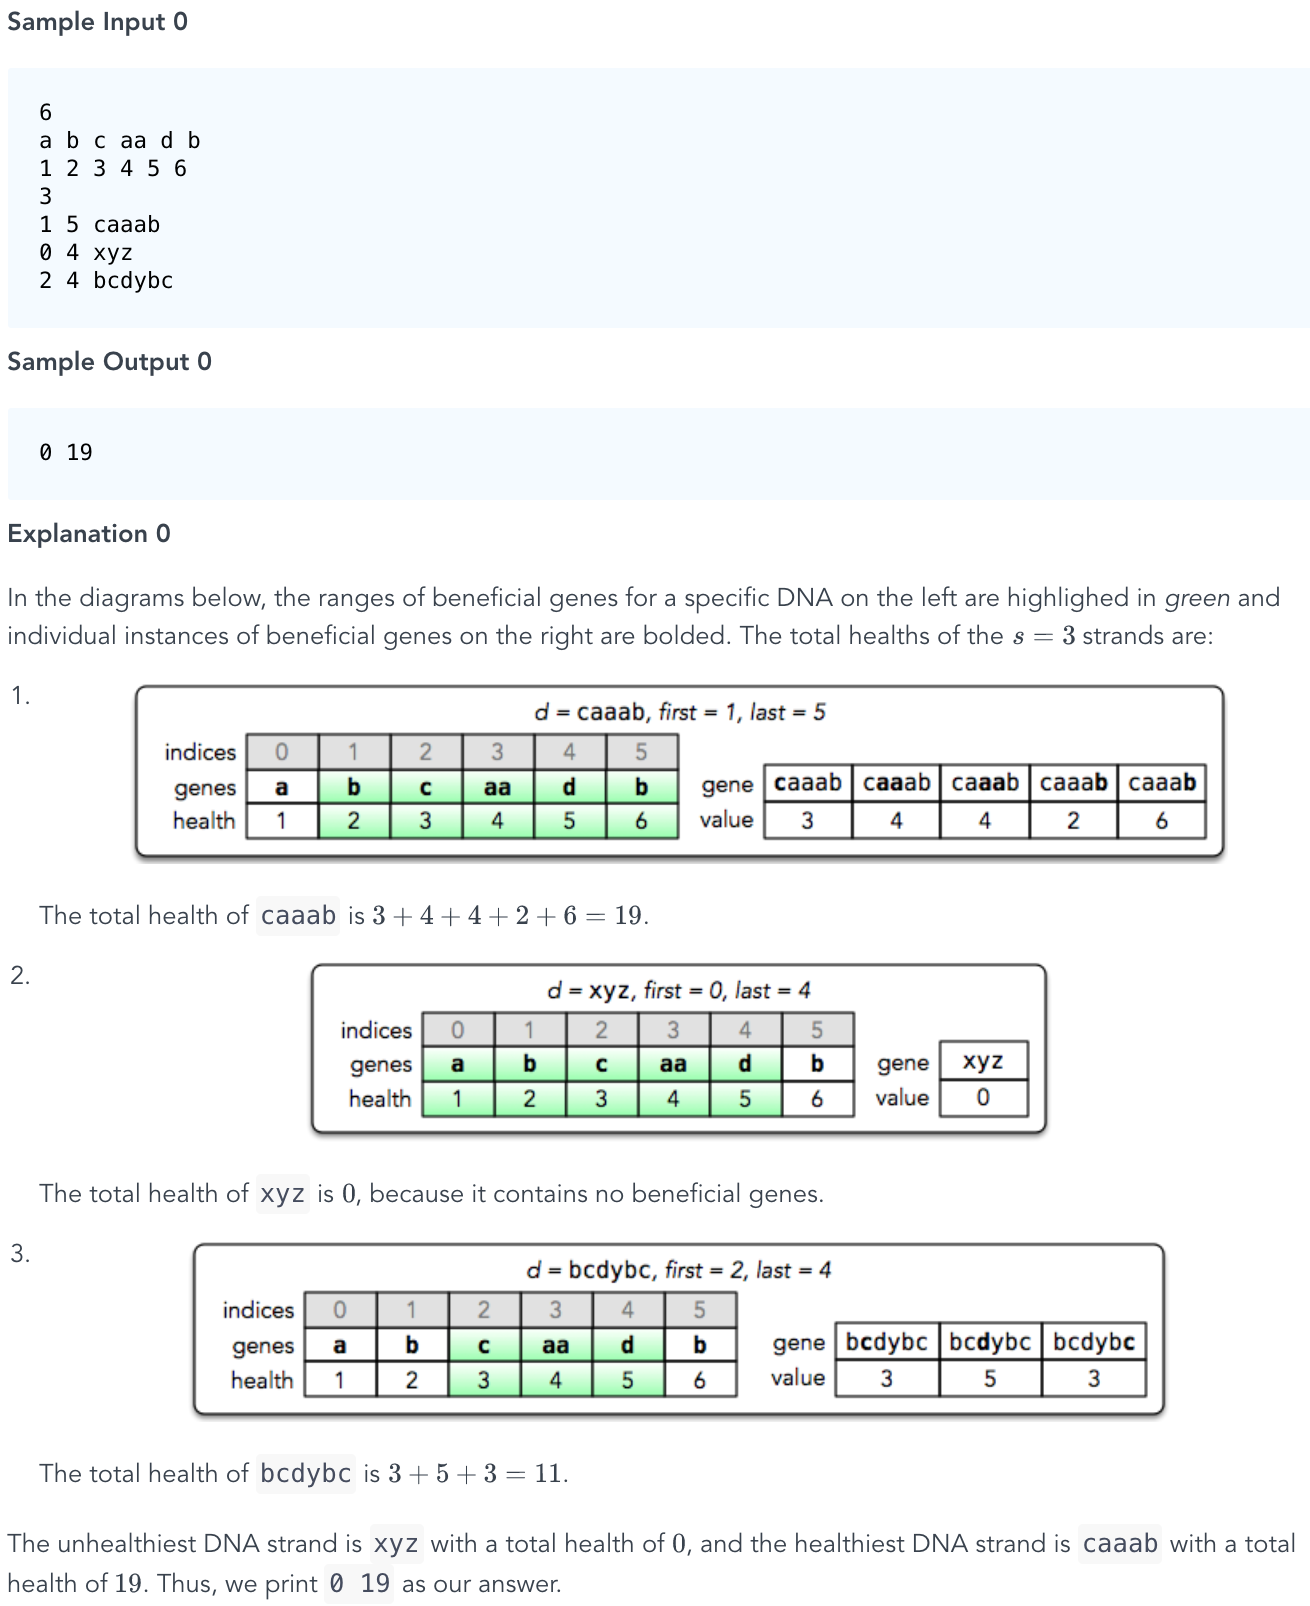 Sample Input 0
6
a b c aa d b
1 2 3 4 5 6
3
1 5 caaab
0 4 xyz
2 4 bcdybc
Sample Output 0
0 19
Explanation 0
In the diagrams below, the ranges of beneficial genes for a specific DNA on the left are highlighed in green and
individual instances of beneficial genes on the right are bolded. The total healths of the s = 3 strands are:
1.
d = caaab, first = 1, last = 5
indices 0 1 2 3 4 5
genes a b c aa d b
health 1 2 3 4 5 6
gene caaab caaab caaab caaab caaab
value 3 4 4 2 6
The total health of caaab is 3 + 4 + 4 + 2 + 6 = 19.
2.
d = xyz, first = 0, last = 4
indices 0 1 2 3 4 5
genes a b c aa d b
health 1 2 3 4 5 6
gene xyz
value 0
The total health of xyz is 0, because it contains no beneficial genes.
3.
d = bcdybc, first = 2, last = 4
indices 0 1 2 3 4 5
genes a b c aa d b
health 1 2 3 4 5 6
gene bcdybc bcdybc bcdybc
value 3 5 3
The total health of bcdybc is 3 + 5 + 3 = 11.
The unhealthiest DNA strand is xyz with a total health of 0, and the healthiest DNA strand is caaab with a total
health of 19. Thus, we print 0 19 as our answer.